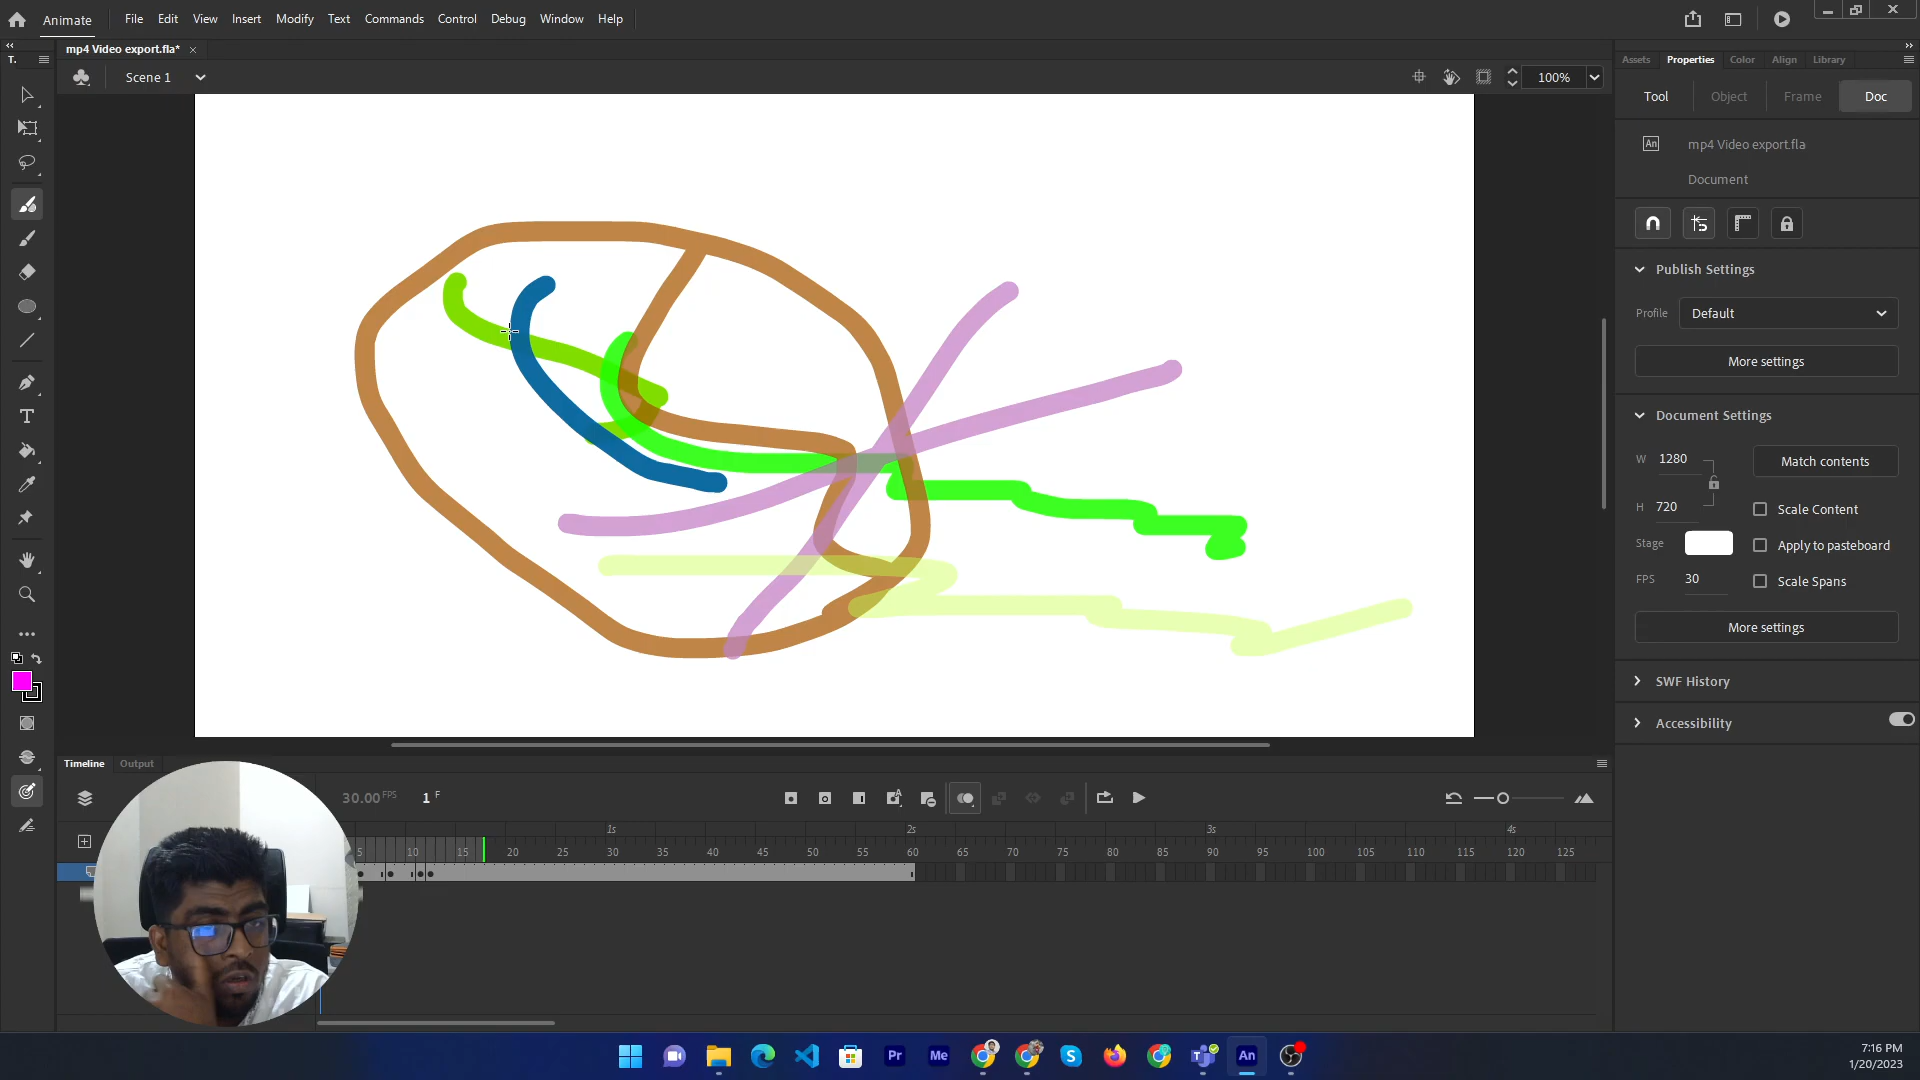 Animate File Edit View Insert Modify Text Commands Control Debug Window Help
mp4 Video export.fla*
T.
Scene 1
100%
Assets Properties Color Align Library
Tool Object Frame Doc
An mp4 Video export.fla
Document
Publish Settings
Profile Default
More settings
Document Settings
W 1280 Match contents
H 720 Scale Content
Stage Apply to pasteboard
FPS 30 Scale Spans
More settings
SWF History
Accessibility
Timeline Output
30.00 FPS 1 F
1s 2s 3s 4s
5 10 15 20 25 30 35 40 45 50 55 60 65 70 75 80 85 90 95 100 105 110 115 120 125
Pr Me An
7:16 PM
1/20/2023